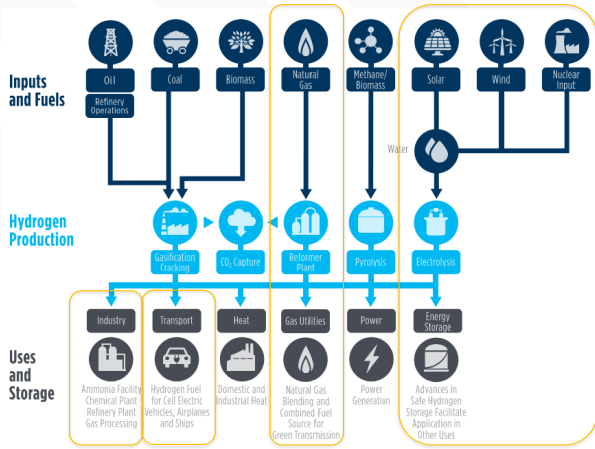 Inputs
and Fuels
Oil
Refinery
Operations
Coal
Biomass
Natural
Gas
Methane/
Biomass
Solar
Wind
Nuclear
Input
Water
Hydrogen
Production
Gasification
Cracking
CO₂ Capture
Reformer
Plant
Pyrolysis
Electrolysis
Uses
and
Storage
Industry
Transport
Heat
Gas Utilities
Power
Energy
Storage
Ammonia Facility
Chemical Plant
Refinery Plant
Gas Processing
Hydrogen Fuel
for Cell Electric
Vehicles, Airplanes
and Ships
Domestic and
Industrial Heat
Natural Gas
Blending and
Combined Fuel
Source for
Green Transmission
Power
Generation
Advances in
Safe Hydrogen
Storage Facilitate
Application in
Other Uses